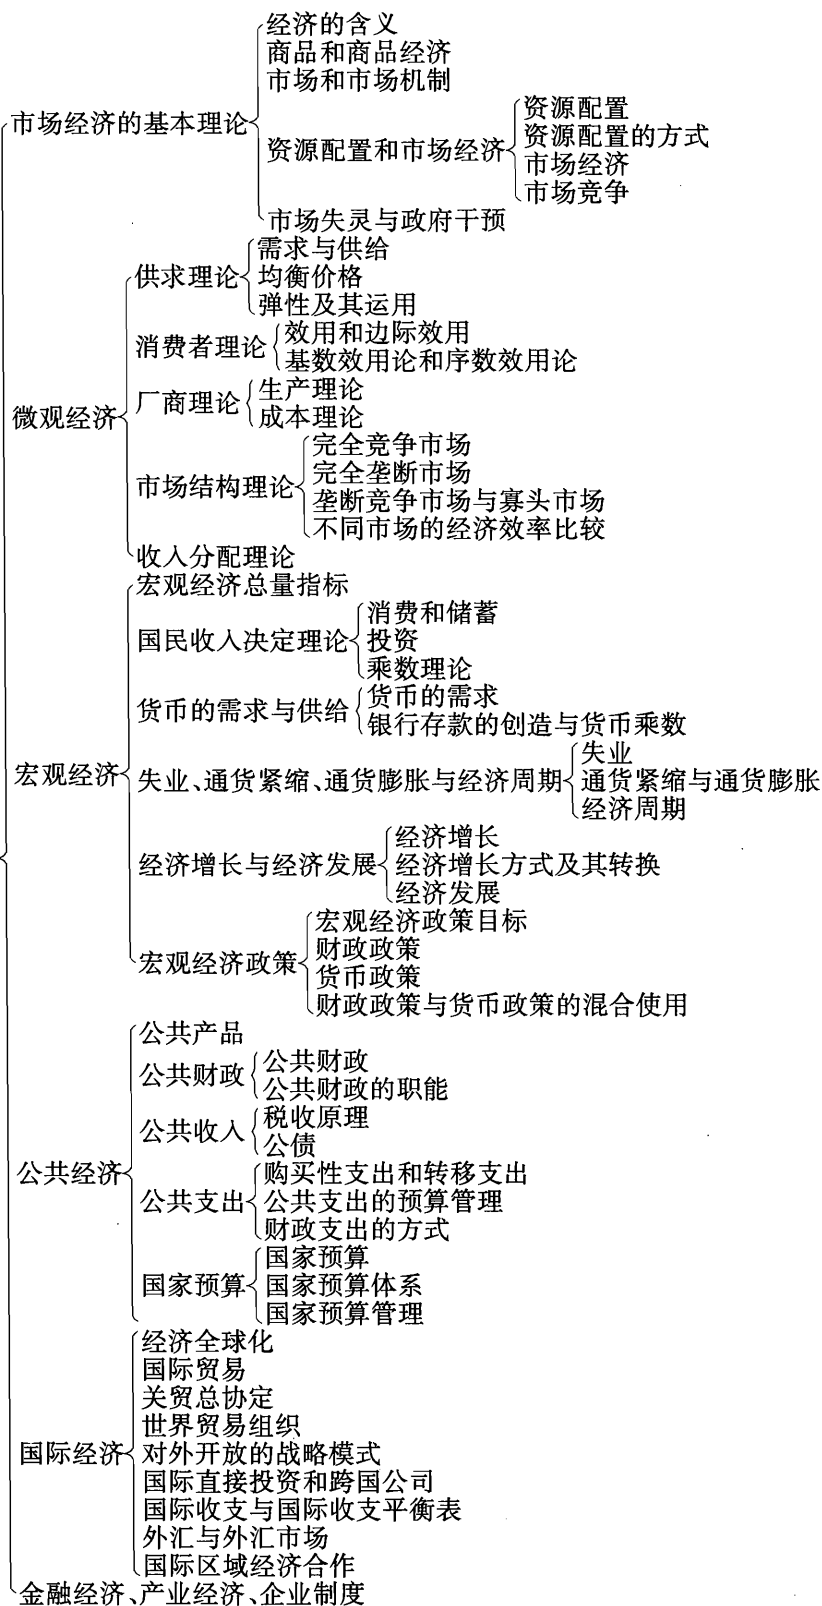 经济的含义
商品和商品经济
市场和市场机制
市场经济的基本理论
资源配置和市场经济
资源配置
资源配置的方式
市场经济
市场竞争
市场失灵与政府干预
微观经济
供求理论
需求与供给
均衡价格
弹性及其运用
消费者理论
效用和边际效用
基数效用论和序数效用论
厂商理论
生产理论
成本理论
市场结构理论
完全竞争市场
完全垄断市场
垄断竞争市场与寡头市场
不同市场的经济效率比较
收入分配理论
宏观经济
宏观经济总量指标
国民收入决定理论
消费和储蓄
投资
乘数理论
货币的需求与供给
货币的需求
银行存款的创造与货币乘数
失业、通货紧缩、通货膨胀与经济周期
失业
通货紧缩与通货膨胀
经济周期
经济增长与经济发展
经济增长
经济增长方式及其转换
经济发展
宏观经济政策
宏观经济政策目标
财政政策
货币政策
财政政策与货币政策的混合使用
公共经济
公共产品
公共财政
公共财政
公共财政的职能
公共收入
税收原理
公债
公共支出
购买性支出和转移支出
公共支出的预算管理
财政支出的方式
国家预算
国家预算
国家预算体系
国家预算管理
国际经济
经济全球化
国际贸易
关贸总协定
世界贸易组织
对外开放的战略模式
国际直接投资和跨国公司
国际收支与国际收支平衡表
外汇与外汇市场
国际区域经济合作
金融经济、产业经济、企业制度